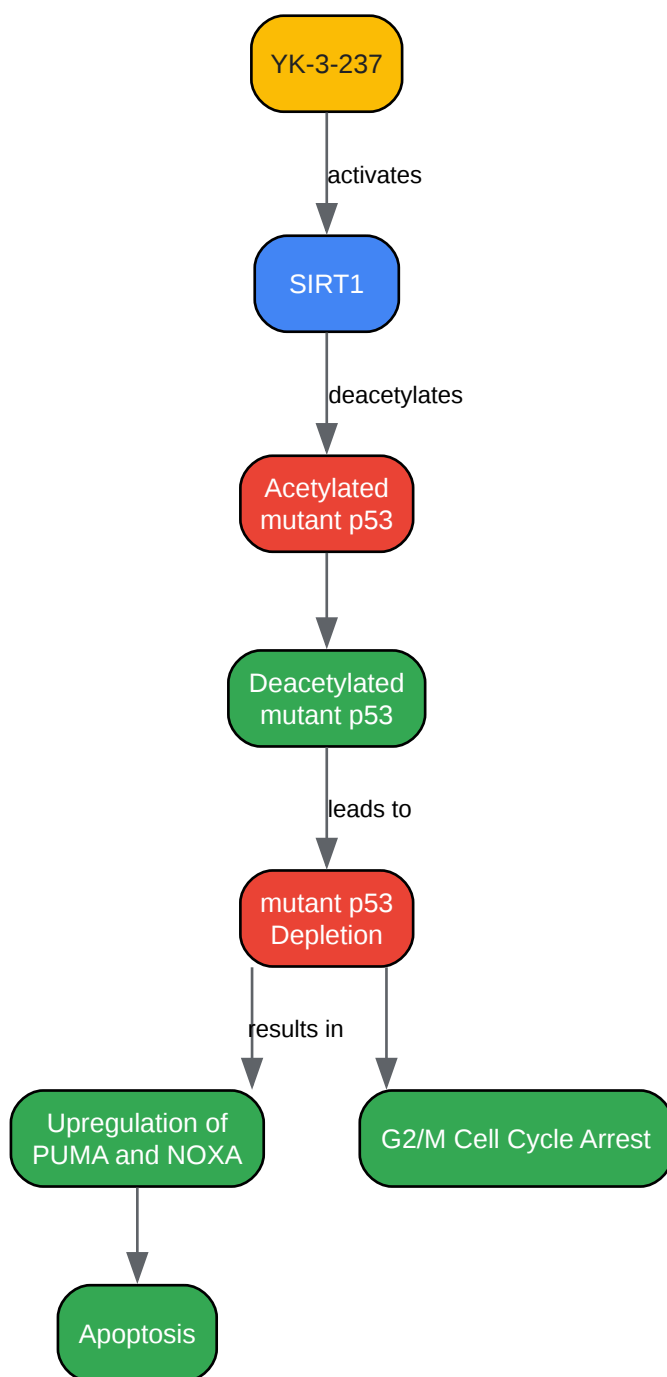 YK-3-237
activates
SIRT1
deacetylates
Acetylated
mutant p53
Deacetylated
mutant p53
leads to
mutant p53
Depletion
results in
Upregulation of
PUMA and NOXA
G2/M Cell Cycle Arrest
Apoptosis